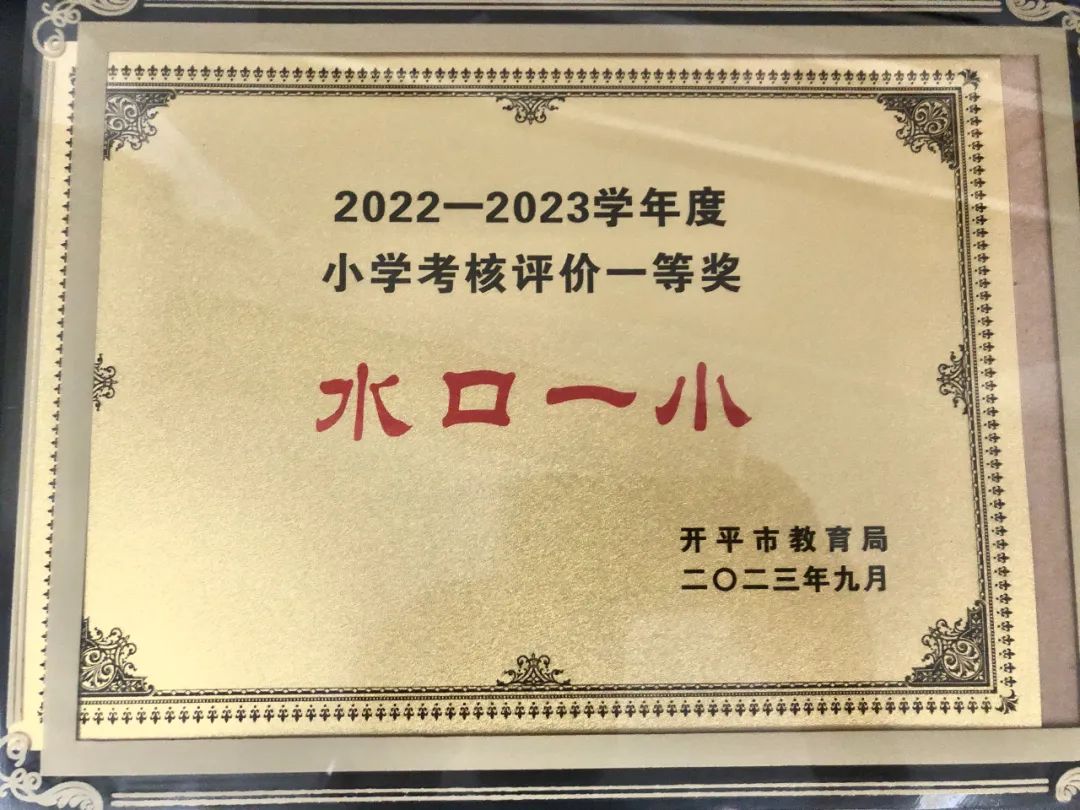 2022—2023学年度
小学考核评价一等奖
水口一小
开平市教育局
二〇二三年九月